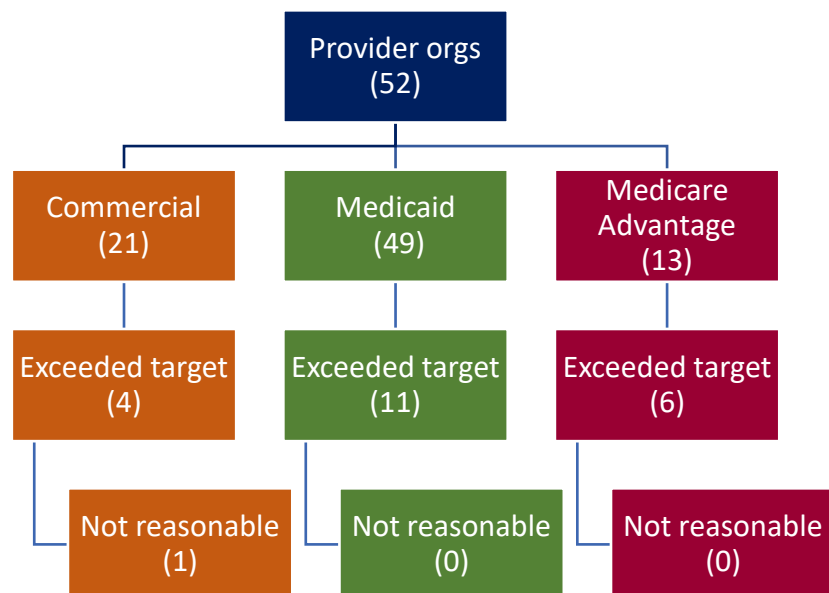 Provider orgs
(52)
Commercial
(21)
Medicaid
(49)
Medicare
Advantage
(13)
Exceeded target
(4)
Exceeded target
(11)
Exceeded target
(6)
Not reasonable
(1)
Not reasonable
(0)
Not reasonable
(0)